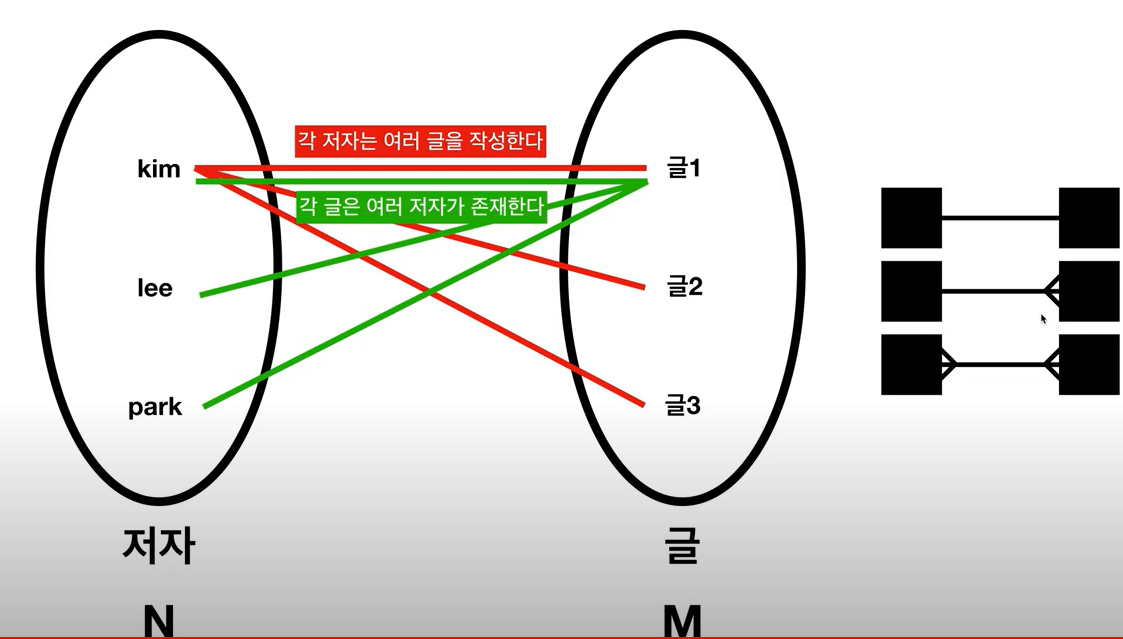 각 저자는 여러 글을 작성한다
kim
글1
각 글은 여러 저자가 존재한다
lee
글2
park
글3
저자
글
N
M